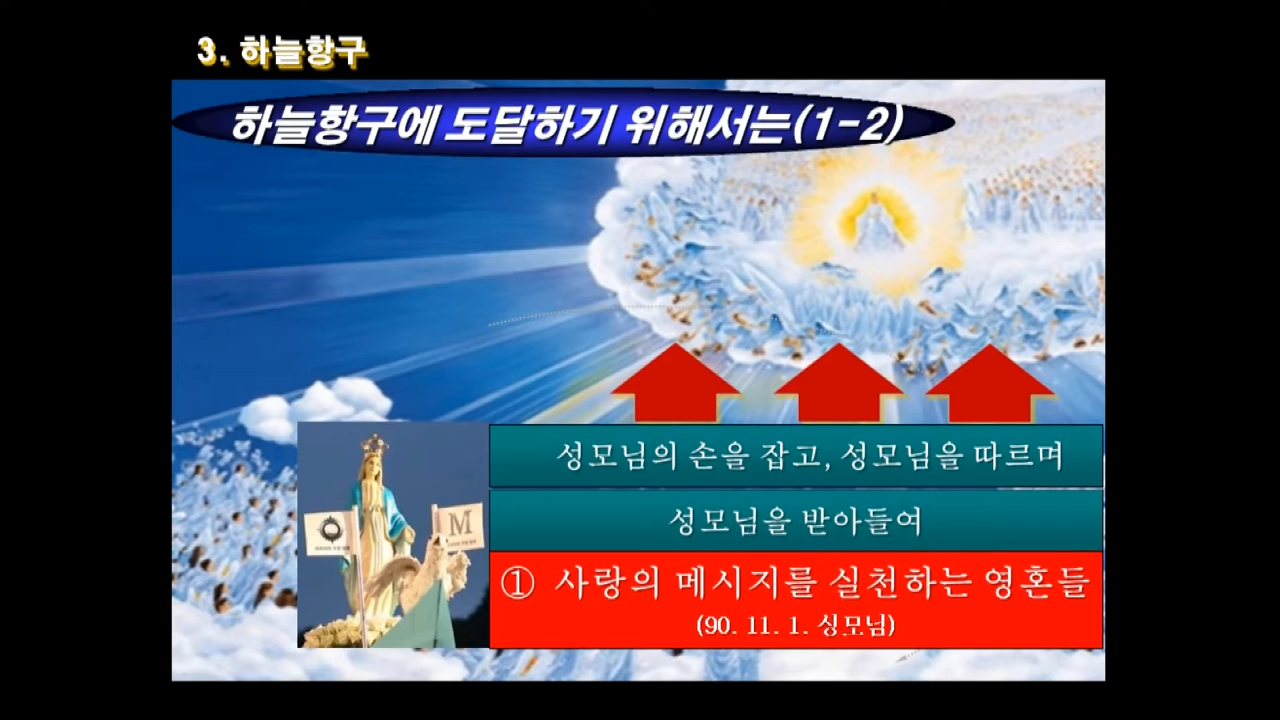 3. 하늘항구
하늘항구에 도달하기 위해서는(1-2)
성모님의 손을 잡고, 성모님을 따르며
성모님을 받아들여
① 사랑의 메시지를 실천하는 영혼들
(90. 11. 1. 싱모님)
M